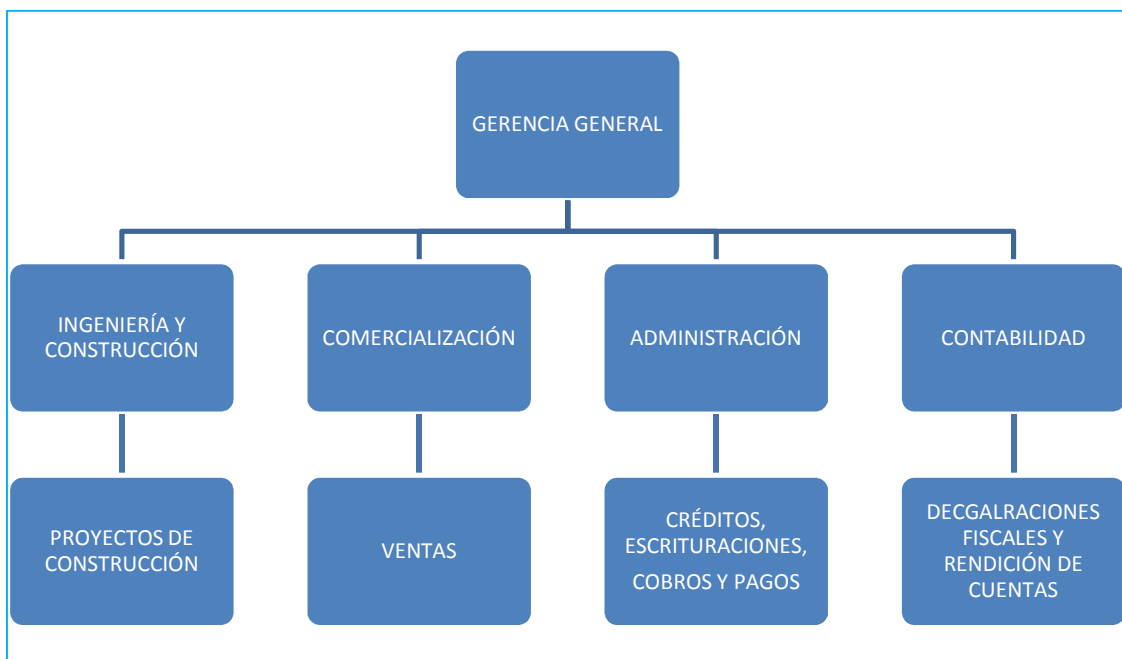 GERENCIA GENERAL
INGENIERÍA Y
CONSTRUCCIÓN
COMERCIALIZACIÓN
ADMINISTRACIÓN
CONTABILIDAD
PROYECTOS DE
CONSTRUCCIÓN
VENTAS
CRÉDITOS,
ESCRITURACIONES,
COBROS Y PAGOS
DECGALRACIONES
FISCALES Y
RENDICIÓN DE
CUENTAS